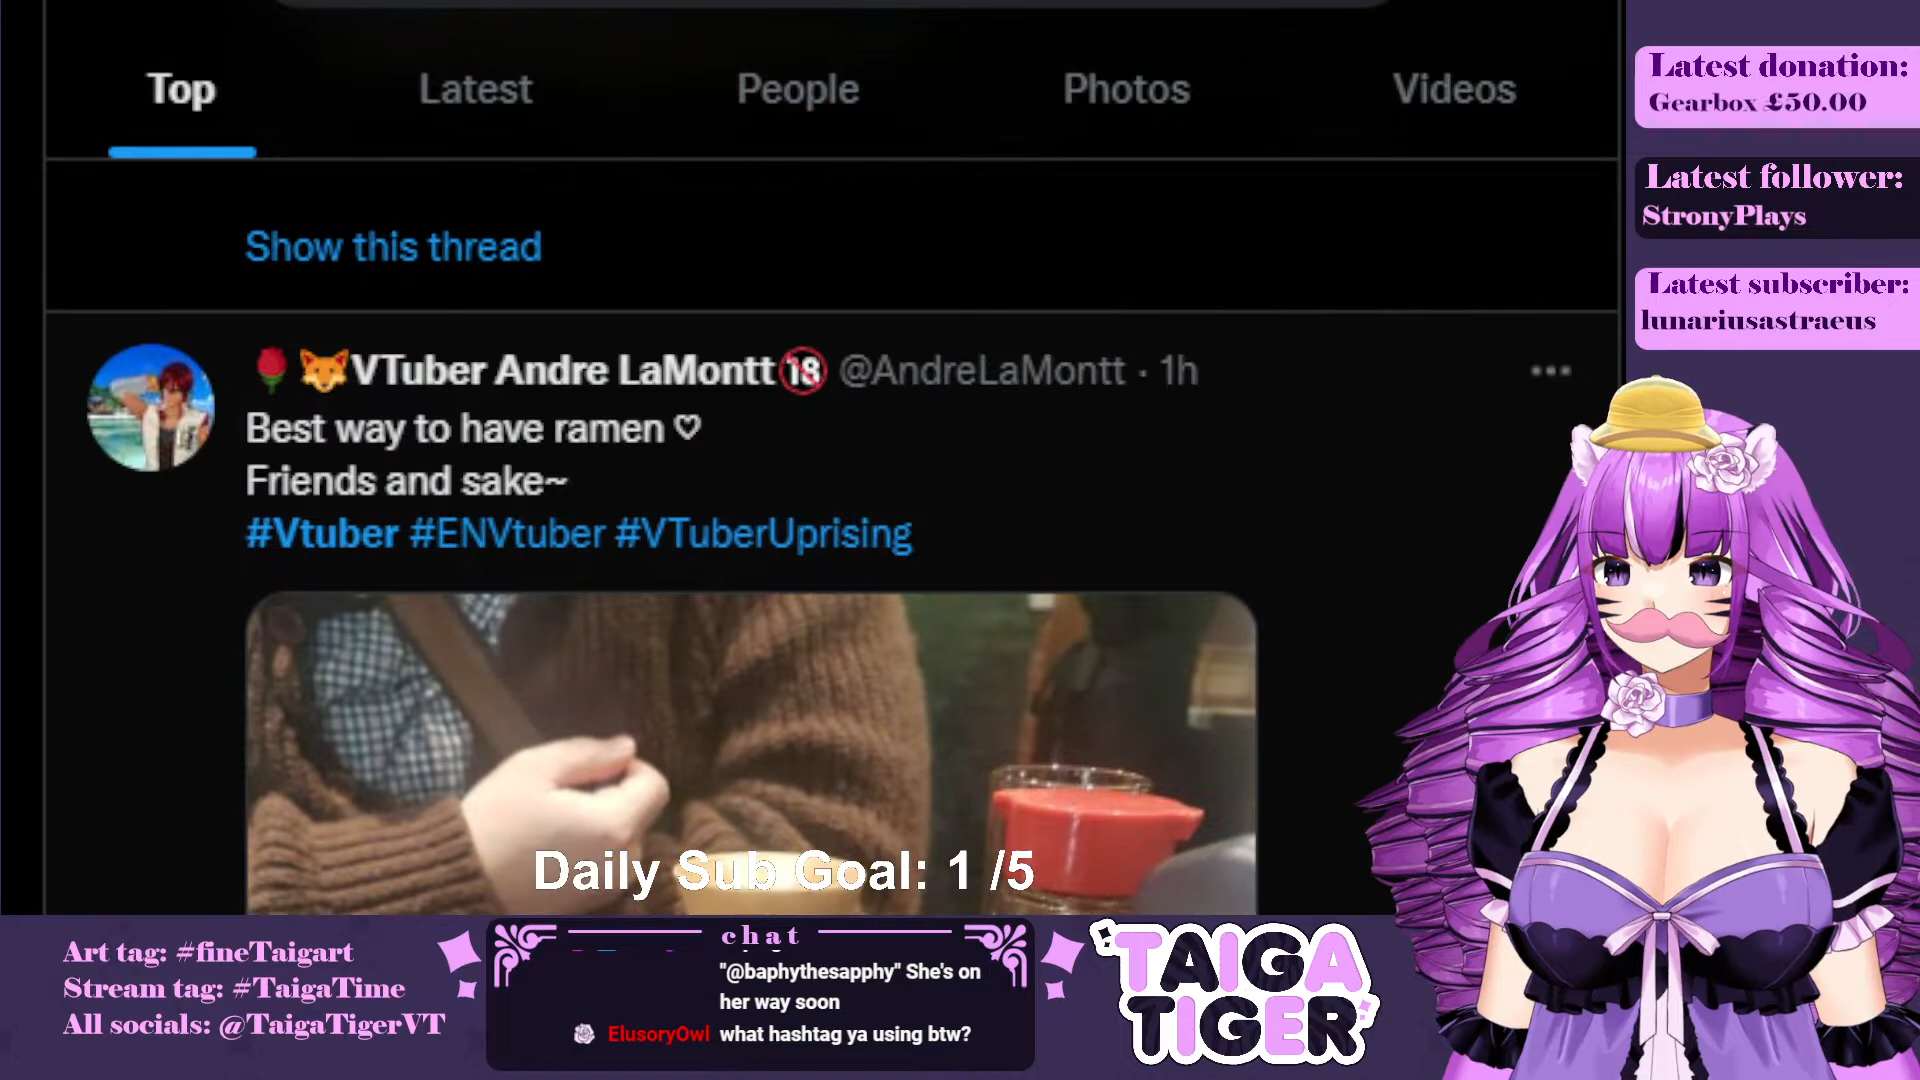 Top
Latest
People
Photos
Videos
Show this thread
VTuber Andre LaMontt 🔞 @AndreLaMontt · 1h
Best way to have ramen ♡
Friends and sake~
#Vtuber #ENVtuber #VTuberUprising
Daily Sub Goal: 1 /5
Latest donation:
Gearbox £50.00
Latest follower:
StronyPlays
Latest subscriber:
lunariusastraeus
Art tag: #fineTaigart
Stream tag: #TaigaTime
All socials: @TaigaTigerVT
chat
"@baphythesapphy" She's on
her way soon
ElusoryOwl what hashtag ya using btw?
TAIGA
TIGER